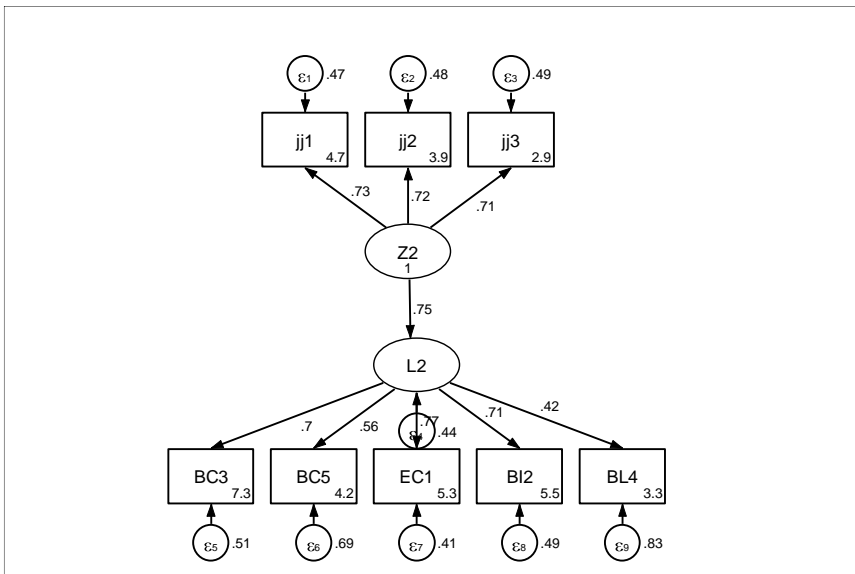 ε1 .47 ε2 .48 ε3 .49
jj1 jj2 jj3
4.7 3.9 2.9
.73 .72 .71
Z2
1
.75
L2
.7 .56 .77 .71 .42
ε4 .44
BC3 BC5 EC1 BI2 BL4
7.3 4.2 5.3 5.5 3.3
ε5 .51 ε6 .69 ε7 .41 ε8 .49 ε9 .83